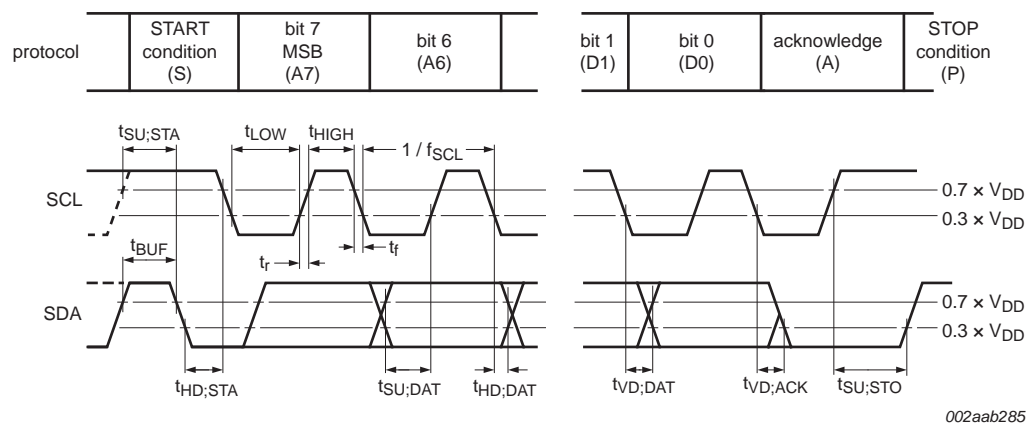 protocol
START
condition
(S)
bit 7
MSB
(A7)
bit 6
(A6)
bit 1
(D1)
bit 0
(D0)
acknowledge
(A)
STOP
condition
(P)
tSU;STA
tLOW
tHIGH
1 / fSCL
SCL
0.7 × VDD
0.3 × VDD
tBUF
tr
tf
SDA
0.7 × VDD
0.3 × VDD
tHD;STA
tSU;DAT
tHD;DAT
tVD;DAT
tVD;ACK
tSU;STO
002aab285